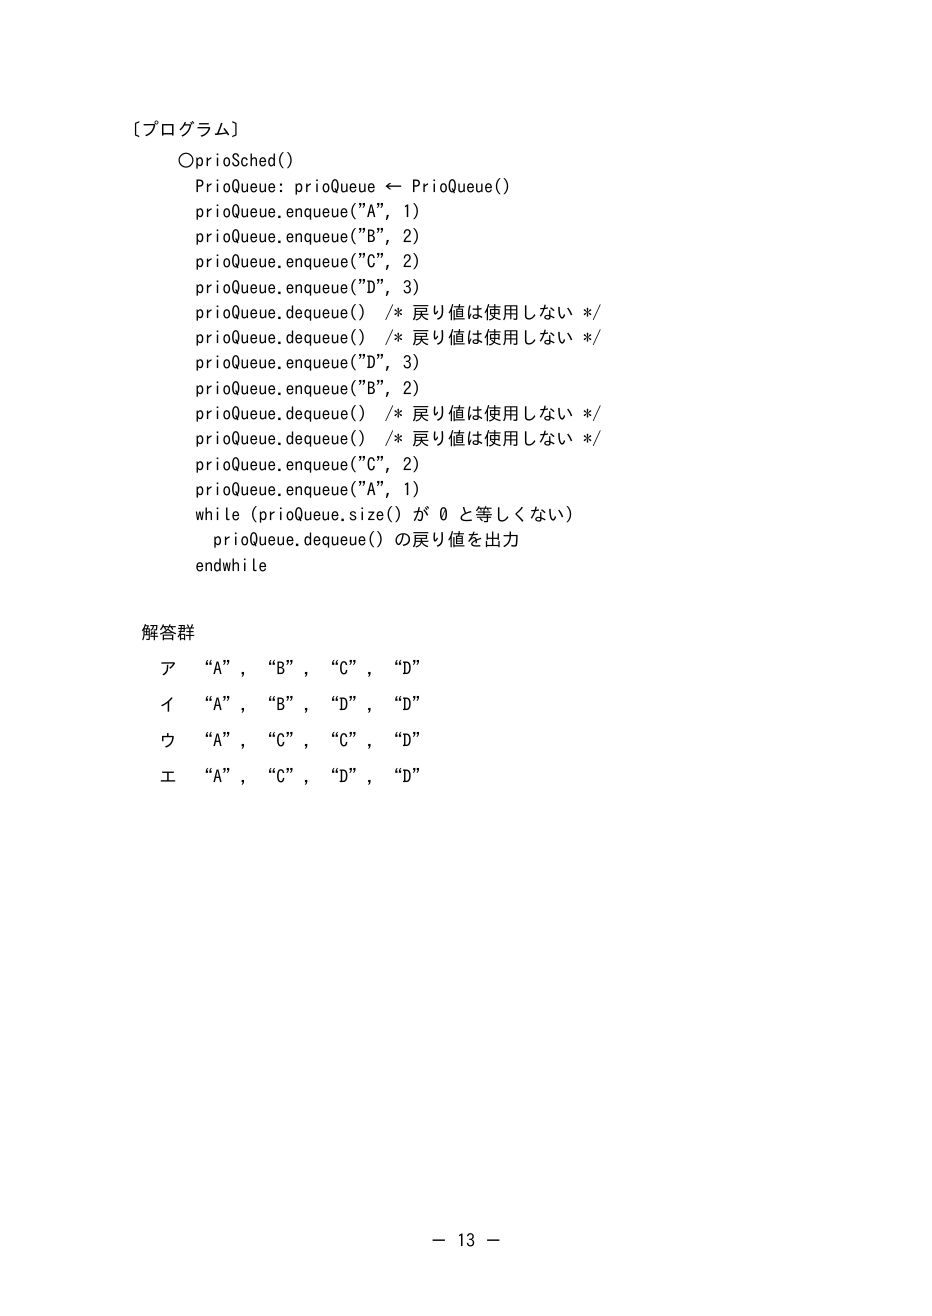 〔プログラム〕
○prioSched()
PrioQueue: prioQueue ← PrioQueue()
prioQueue.enqueue("A", 1)
prioQueue.enqueue("B", 2)
prioQueue.enqueue("C", 2)
prioQueue.enqueue("D", 3)
prioQueue.dequeue() /* 戻り値は使用しない */
prioQueue.dequeue() /* 戻り値は使用しない */
prioQueue.enqueue("D", 3)
prioQueue.enqueue("B", 2)
prioQueue.dequeue() /* 戻り値は使用しない */
prioQueue.dequeue() /* 戻り値は使用しない */
prioQueue.enqueue("C", 2)
prioQueue.enqueue("A", 1)
while (prioQueue.size() が 0 と等しくない)
prioQueue.dequeue() の戻り値を出力
endwhile
解答群
ア “A”, “B”, “C”, “D”
イ “A”, “B”, “D”, “D”
ウ “A”, “C”, “C”, “D”
エ “A”, “C”, “D”, “D”
― 13 ―